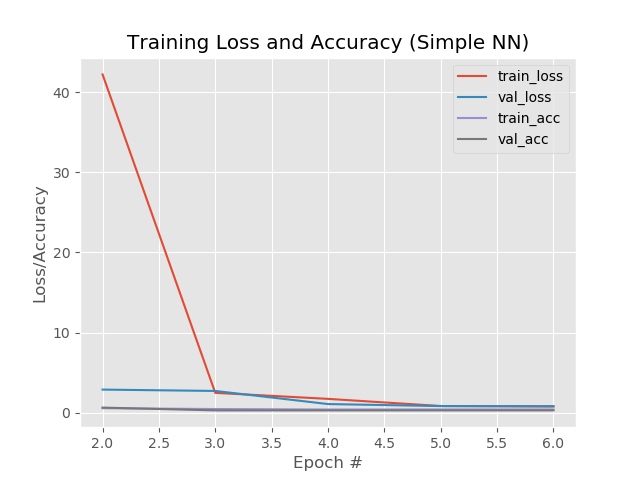 Training Loss and Accuracy (Simple NN)
train_loss
val_loss
train_acc
val_acc
Loss/Accuracy
40
30
20
10
0
2.0 2.5 3.0 3.5 4.0 4.5 5.0 5.5 6.0
Epoch #